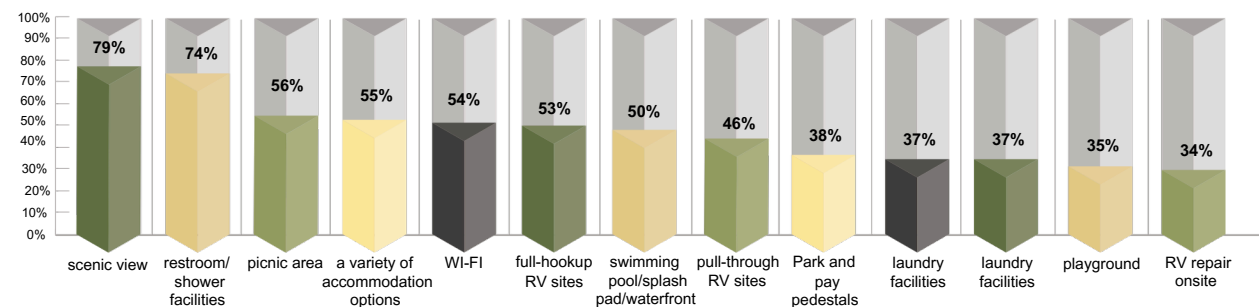 100%
90%
80%
70%
60%
50%
40%
30%
20%
10%
0%
79%
74%
56%
55%
54%
53%
50%
46%
38%
37%
37%
35%
34%
scenic view
restroom/
shower
facilities
picnic area
a variety of
accommodation
options
WI-FI
full-hookup
RV sites
swimming
pool/splash
pad/waterfront
pull-through
RV sites
Park and
pay
pedestals
laundry
facilities
laundry
facilities
playground
RV repair
onsite